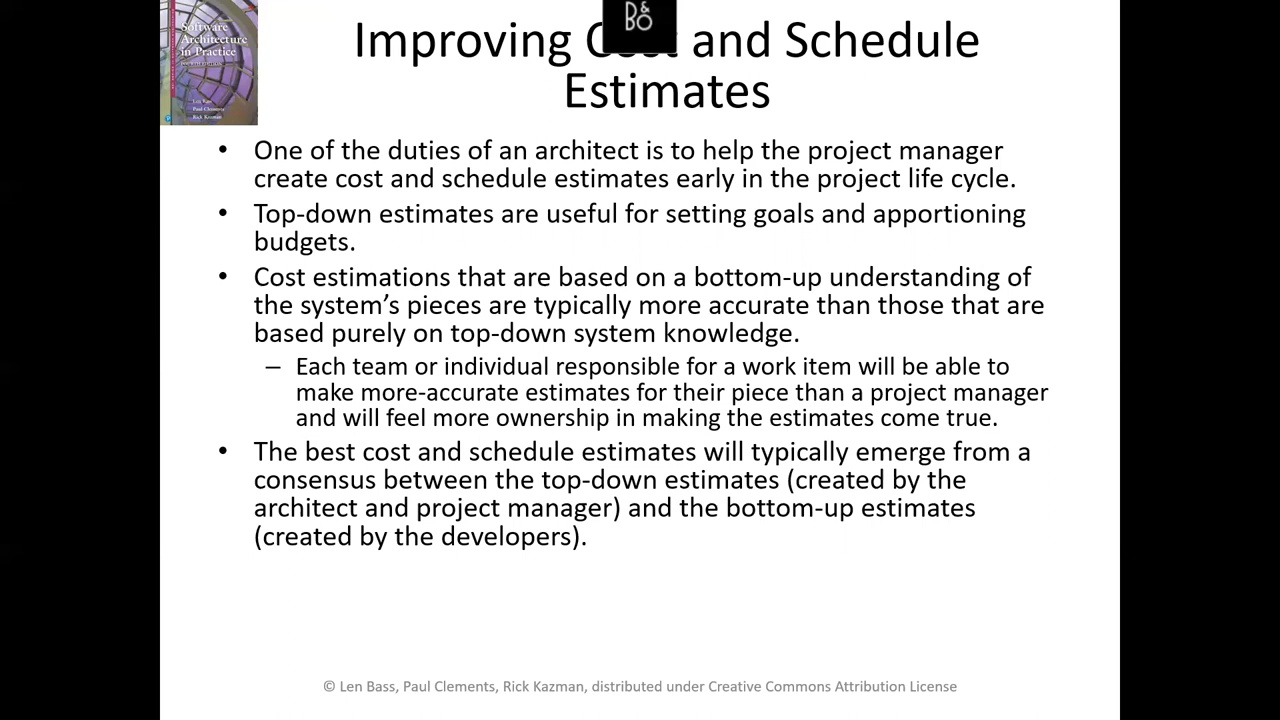 Software
Architecture
in Practice
Len Bass
Paul Clements
Rick Kazman
B&
BO
Improving and Schedule
Estimates
• One of the duties of an architect is to help the project manager
create cost and schedule estimates early in the project life cycle.
• Top-down estimates are useful for setting goals and apportioning
budgets.
• Cost estimations that are based on a bottom-up understanding of
the system’s pieces are typically more accurate than those that are
based purely on top-down system knowledge.
– Each team or individual responsible for a work item will be able to
make more-accurate estimates for their piece than a project manager
and will feel more ownership in making the estimates come true.
• The best cost and schedule estimates will typically emerge from a
consensus between the top-down estimates (created by the
architect and project manager) and the bottom-up estimates
(created by the developers).
© Len Bass, Paul Clements, Rick Kazman, distributed under Creative Commons Attribution License